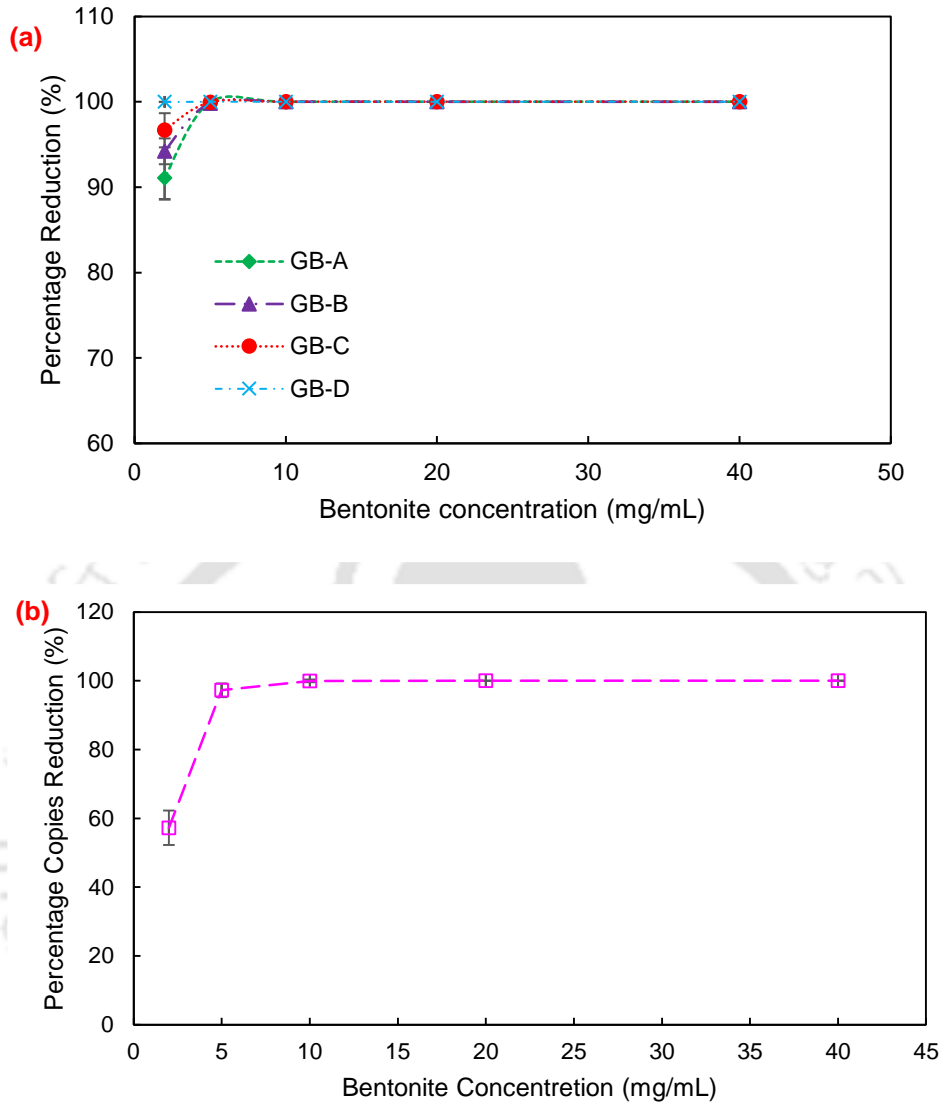 (a)
Percentage Reduction (%)
110
100
90
80
70
60
GB-A
GB-B
GB-C
GB-D
0 10 20 30 40 50
Bentonite concentration (mg/mL)
(b)
Percentage Copies Reduction (%)
120
100
80
60
40
20
0
0 5 10 15 20 25 30 35 40 45
Bentonite Concentretion (mg/mL)